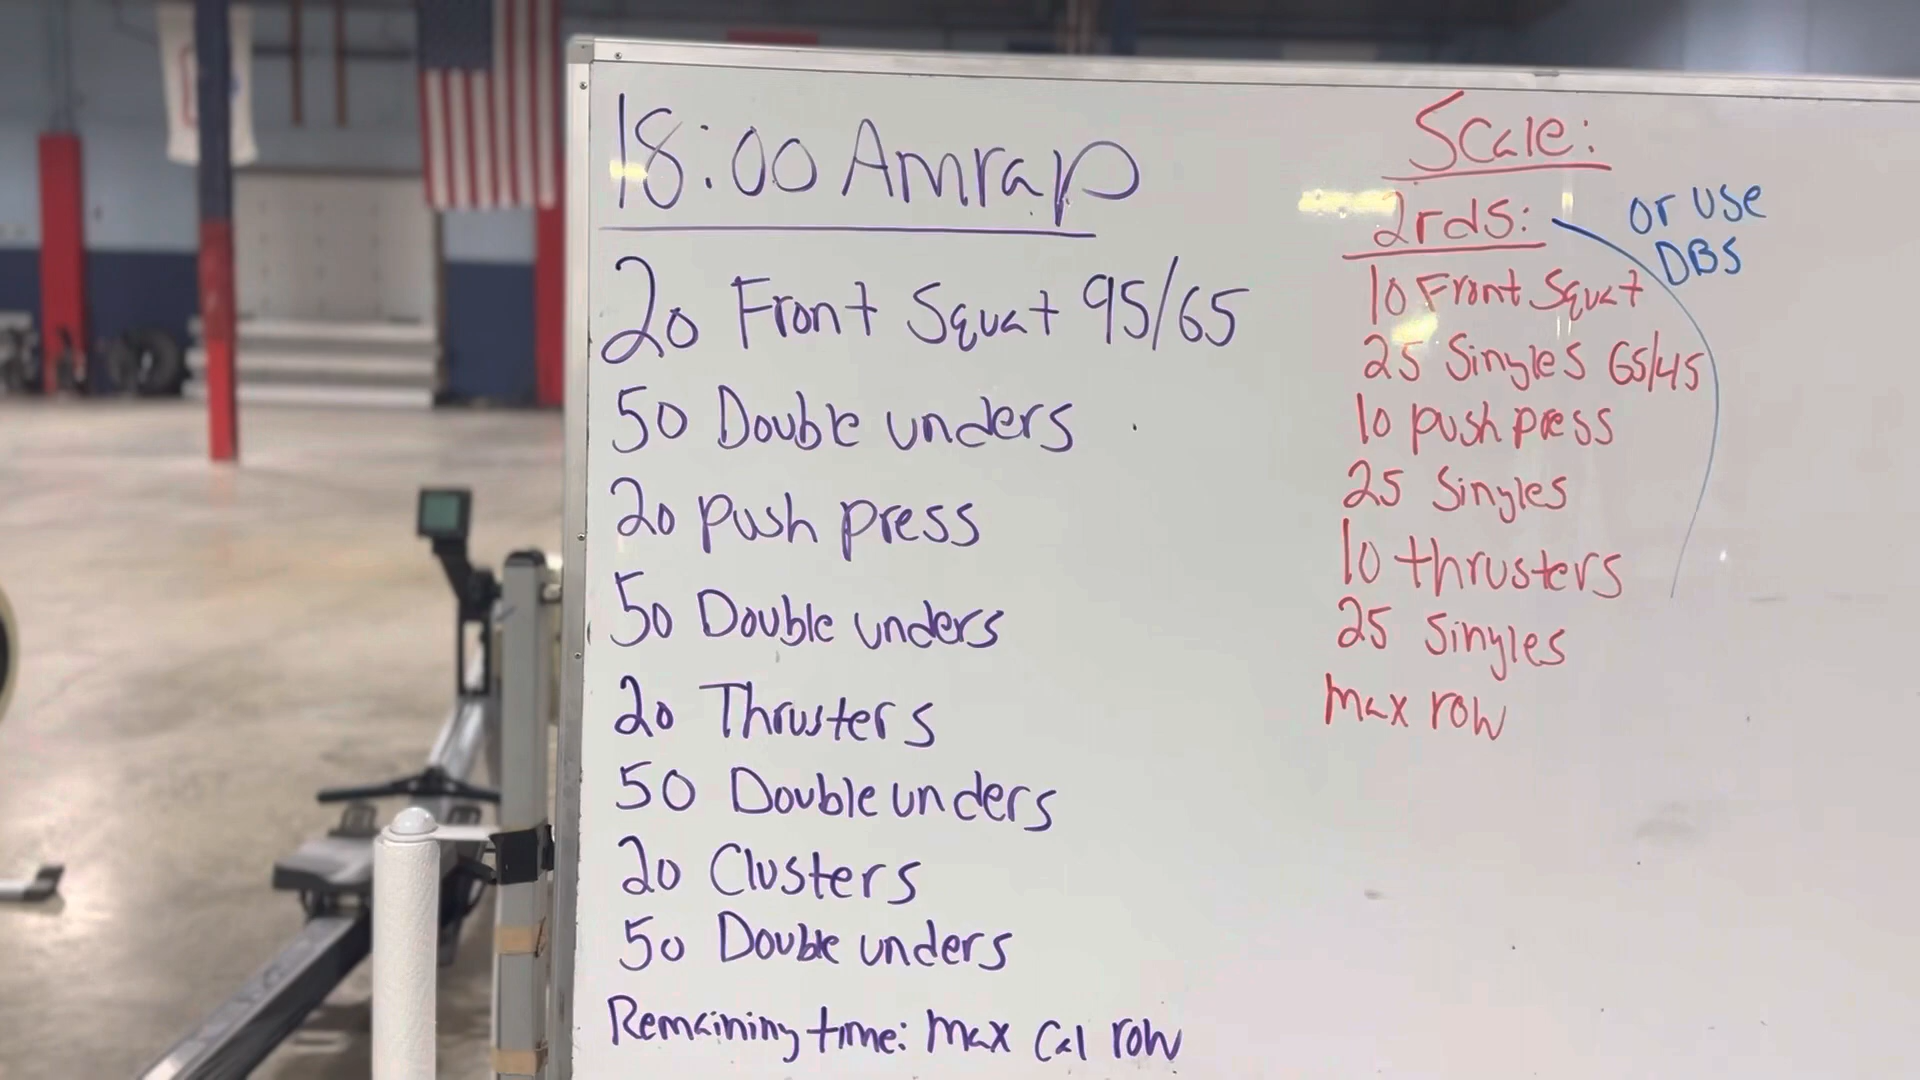 18:00 Amrap
20 Front Squat 95/65
50 Double unders
20 push press
50 Double unders
20 Thrusters
50 Double unders
20 Clusters
50 Double unders
Remaining time: max Cal row
Scale:
2rds:
or use
DBS
10 Front Squat
25 Singles 65/45
10 push press
25 Singles
10 thrusters
25 Singles
max row